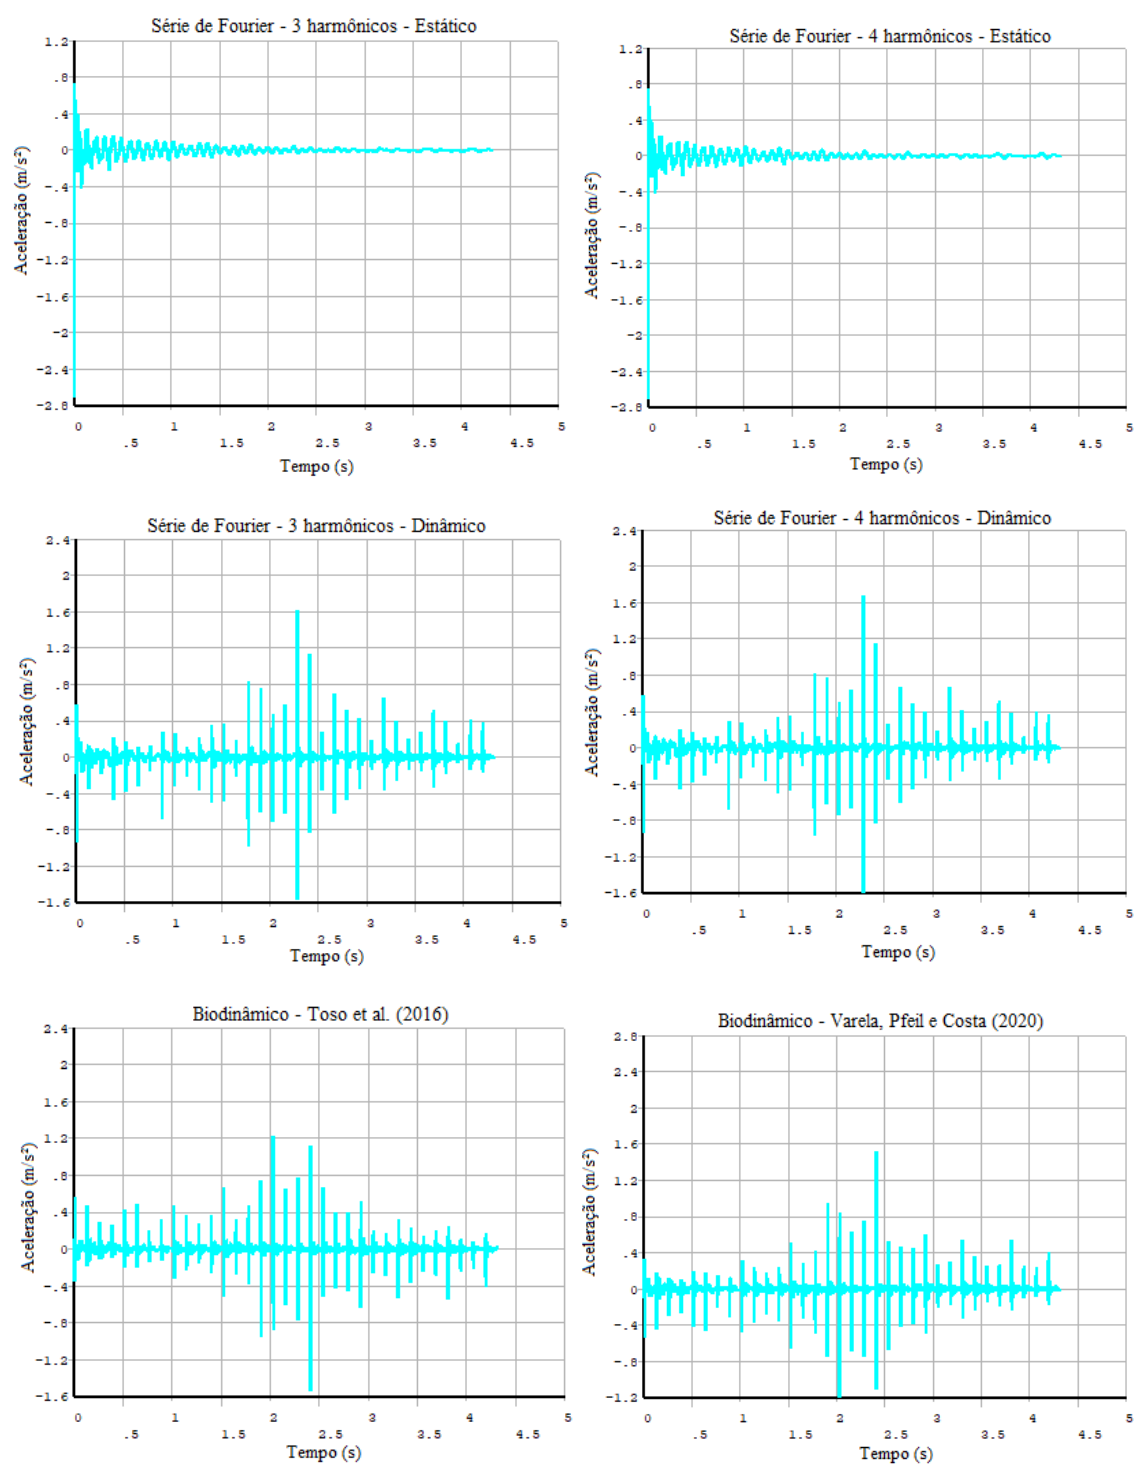 Série de Fourier - 3 harmônicos - Estático
1.2
.8
.4
0
-.4
-.8
-1.2
-1.6
-2
-2.4
-2.8
Aceleração (m/s²)
0 1 2 3 4 5
.5 1.5 2.5 3.5 4.5
Tempo (s)
Série de Fourier - 4 harmônicos - Estático
1.2
.8
.4
0
-.4
-.8
-1.2
-1.6
-2
-2.4
-2.8
Aceleração (m/s²)
0 1 2 3 4 5
.5 1.5 2.5 3.5 4.5
Tempo (s)
Série de Fourier - 3 harmônicos - Dinâmico
2.4
2
1.6
1.2
.8
.4
0
-.4
-.8
-1.2
-1.6
Aceleração (m/s²)
0 1 2 3 4 5
.5 1.5 2.5 3.5 4.5
Tempo (s)
Série de Fourier - 4 harmônicos - Dinâmico
2.4
2
1.6
1.2
.8
.4
0
-.4
-.8
-1.2
-1.6
Aceleração (m/s²)
0 1 2 3 4 5
.5 1.5 2.5 3.5 4.5
Tempo (s)
Biodinâmico - Toso et al. (2016)
2.4
2
1.6
1.2
.8
.4
0
-.4
-.8
-1.2
-1.6
Aceleração (m/s²)
0 1 2 3 4 5
.5 1.5 2.5 3.5 4.5
Tempo (s)
Biodinâmico - Varela, Pfeil e Costa (2020)
2.8
2.4
2
1.6
1.2
.8
.4
0
-.4
-.8
-1.2
Aceleração (m/s²)
0 1 2 3 4 5
.5 1.5 2.5 3.5 4.5
Tempo (s)